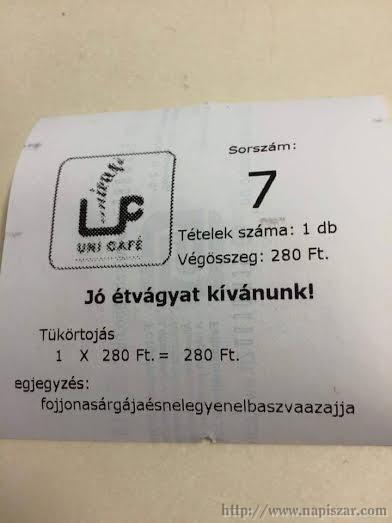 Sorszám:
7
UNI CAFÉ
Tételek száma: 1 db
Végösszeg: 280 Ft.
Jó étvágyat kívánunk!
Tükörtojás
1 X 280 Ft. = 280 Ft.
egjegyzés:
fojjonasárgájaésnelegyenelbaszvaazajja
http://www.napiszar.com